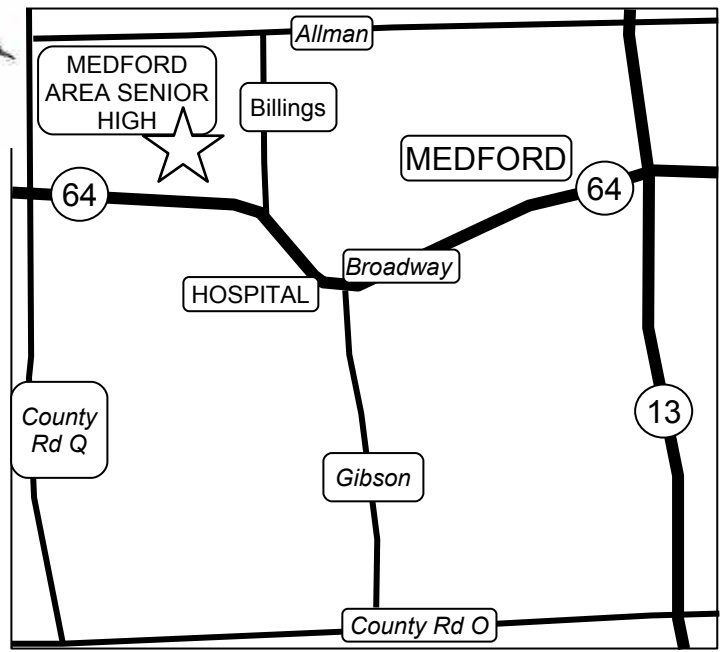 Allman
MEDFORD
AREA SENIOR
HIGH
Billings
MEDFORD
64
64
Broadway
HOSPITAL
County
Rd Q
13
Gibson
County Rd O